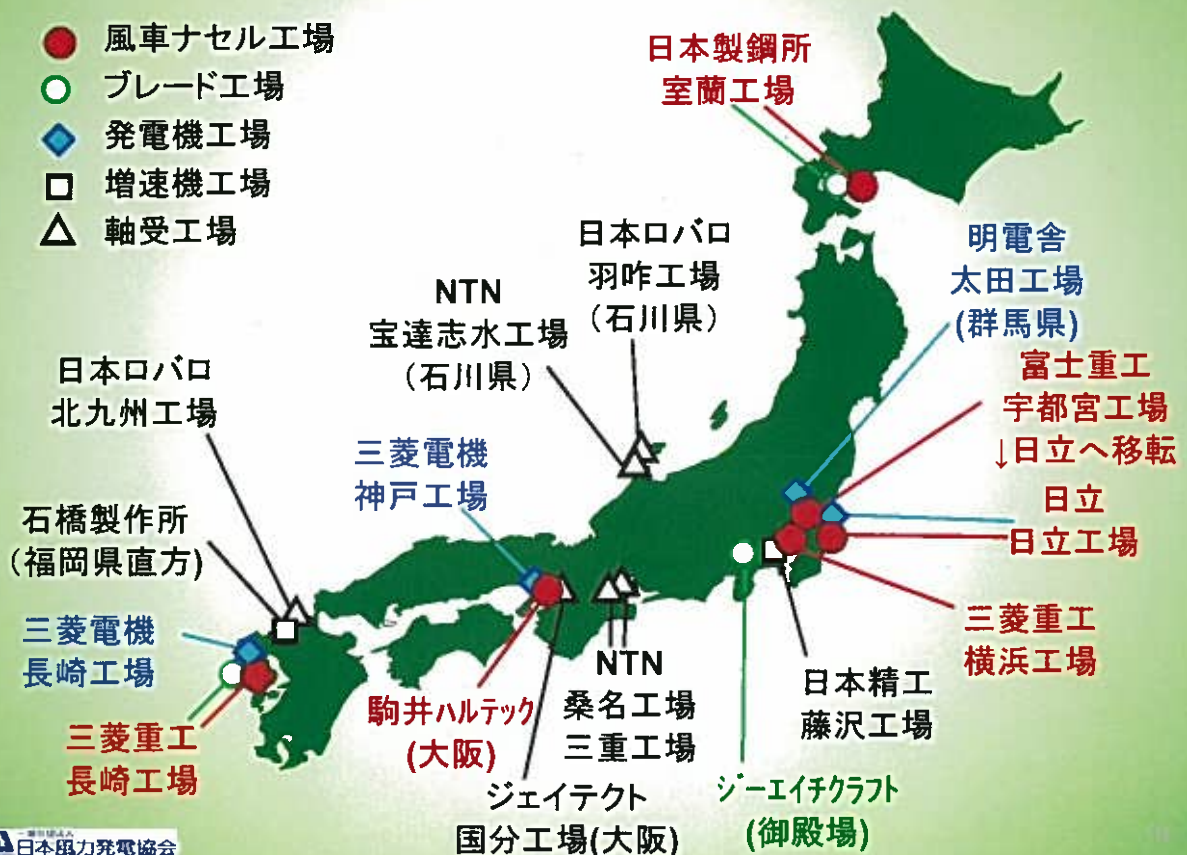 風車ナセル工場
ブレード工場
発電機工場
増速機工場
軸受工場
日本製鋼所
室蘭工場
日本ロバロ
羽咋工場
(石川県)
明電舎
太田工場
(群馬県)
NTN
宝達志水工場
(石川県)
富士重工
宇都宮工場
↓日立へ移転
日本ロバロ
北九州工場
三菱電機
神戸工場
日立
日立工場
石橋製作所
(福岡県直方)
三菱電機
長崎工場
三菱重工
横浜工場
NTN
桑名工場
三重工場
日本精工
藤沢工場
駒井ハルテック
(大阪)
三菱重工
長崎工場
ジェイテクト
国分工場(大阪)
ジーエイチクラフト
(御殿場)
一般社団法人
日本風力発電協会